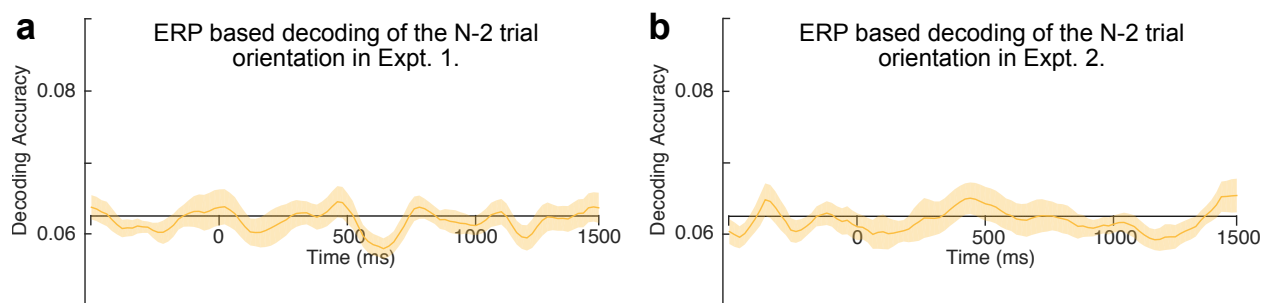 a
ERP based decoding of the N-2 trial
orientation in Expt. 1.
Decoding Accuracy
0.08
0.06
0
500
1000
1500
Time (ms)
b
ERP based decoding of the N-2 trial
orientation in Expt. 2.
Decoding Accuracy
0.08
0.06
0
500
1000
1500
Time (ms)